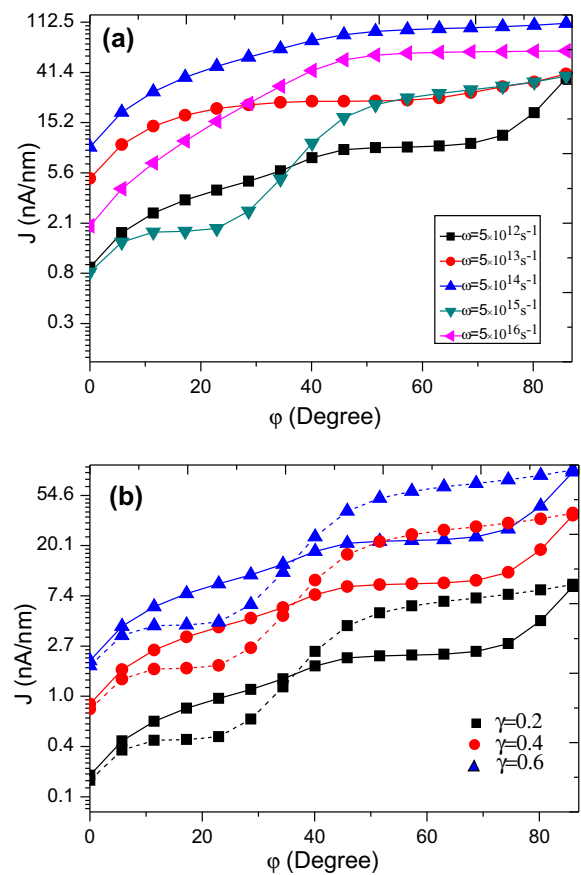 (a)
J (nA/nm)
112.5
41.4
15.2
5.6
2.1
0.8
0.3
ω=5×10¹²s⁻¹
ω=5×10¹³s⁻¹
ω=5×10¹⁴s⁻¹
ω=5×10¹⁵s⁻¹
ω=5×10¹⁶s⁻¹
0 20 40 60 80
φ (Degree)
(b)
J (nA/nm)
54.6
20.1
7.4
2.7
1.0
0.4
0.1
γ=0.2
γ=0.4
γ=0.6
0 20 40 60 80
φ (Degree)